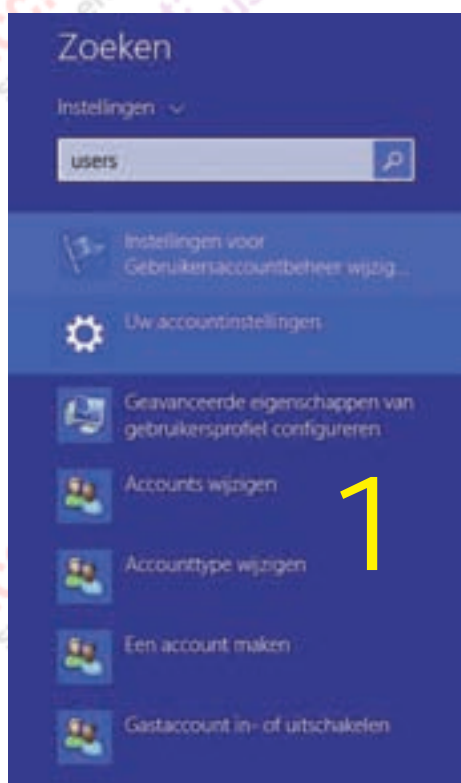 Zoeken
Instellingen
users
Instellingen voor
Gebruikersaccountbeheer wijzig...
Uw accountinstellingen
Geavanceerde eigenschappen van
gebruikersprofiel configureren
Accounts wijzigen
1
Accounttype wijzigen
Een account maken
Gastaccount in- of uitschakelen